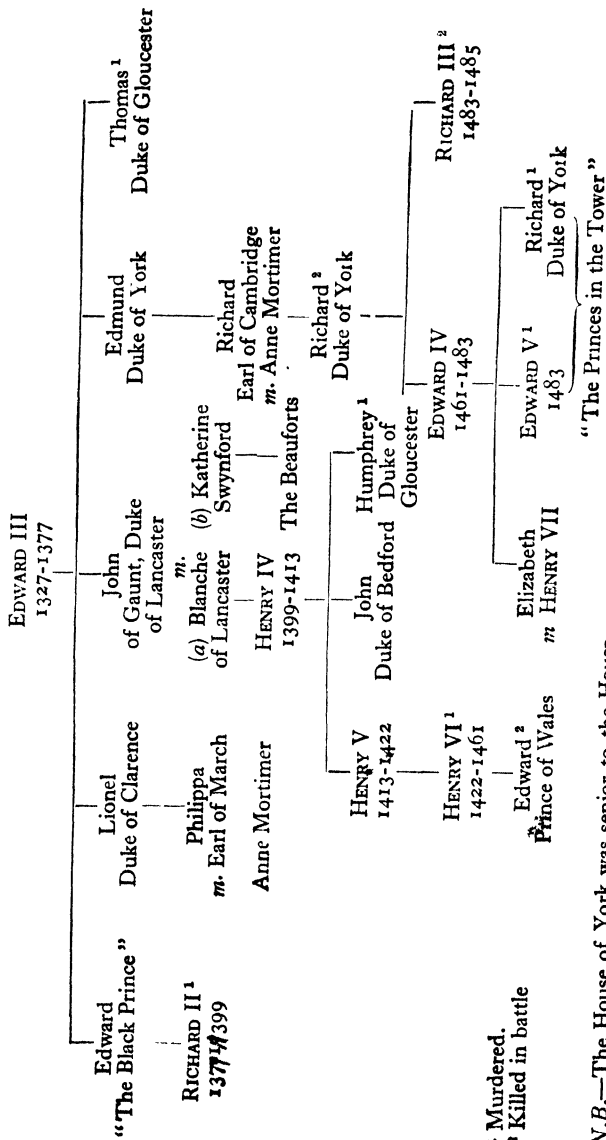 EDWARD III
1327-1377
Edward
"The Black Prince"
Lionel
Duke of Clarence
John
of Gaunt, Duke
of Lancaster
Edmund
Duke of York
Thomas ¹
Duke of Gloucester
RICHARD II ¹
1399
Philippa
m. Earl of March
Anne Mortimer
m.
(a) Blanche
of Lancaster
(b) Katherine
Swynford
HENRY IV
1399-1413
The Beauforts
Richard
Earl of Cambridge
m. Anne Mortimer
Richard ²
Duke of York
HENRY V
1413-1422
John
Duke of Bedford
Humphrey ¹
Duke of
Gloucester
EDWARD IV
1461-1483
RICHARD III ²
1483-1485
HENRY VI ¹
1422-1461
Edward ²
Prince of Wales
Elizabeth
m HENRY VII
EDWARD V ¹
1483
Richard ¹
Duke of York
"The Princes in the Tower"
Murdered.
Killed in battle
N.B.—The House of York was senior to the House